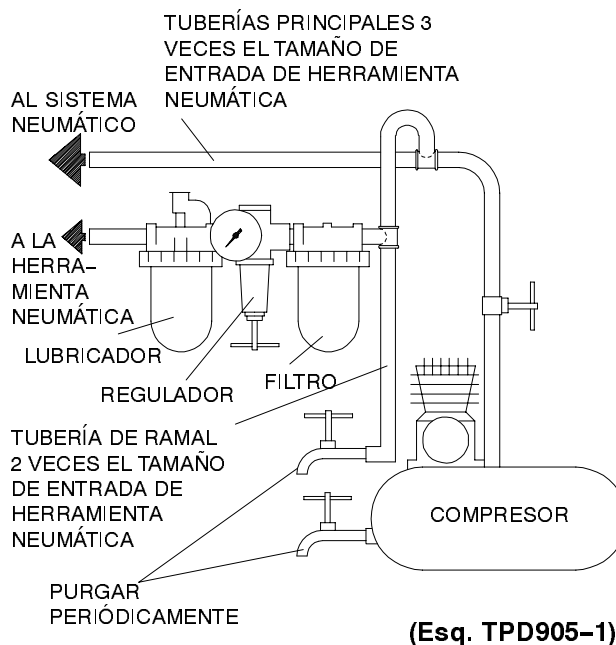 TUBERÍAS PRINCIPALES 3
VECES EL TAMAÑO DE
ENTRADA DE HERRAMIENTA
NEUMÁTICA
AL SISTEMA
NEUMÁTICO
A LA
HERRA–
MIENTA
NEUMÁTICA
LUBRICADOR
REGULADOR
FILTRO
TUBERÍA DE RAMAL
2 VECES EL TAMAÑO
DE ENTRADA DE
HERRAMIENTA
NEUMÁTICA
COMPRESOR
PURGAR
PERIÓDICAMENTE
(Esq. TPD905–1)